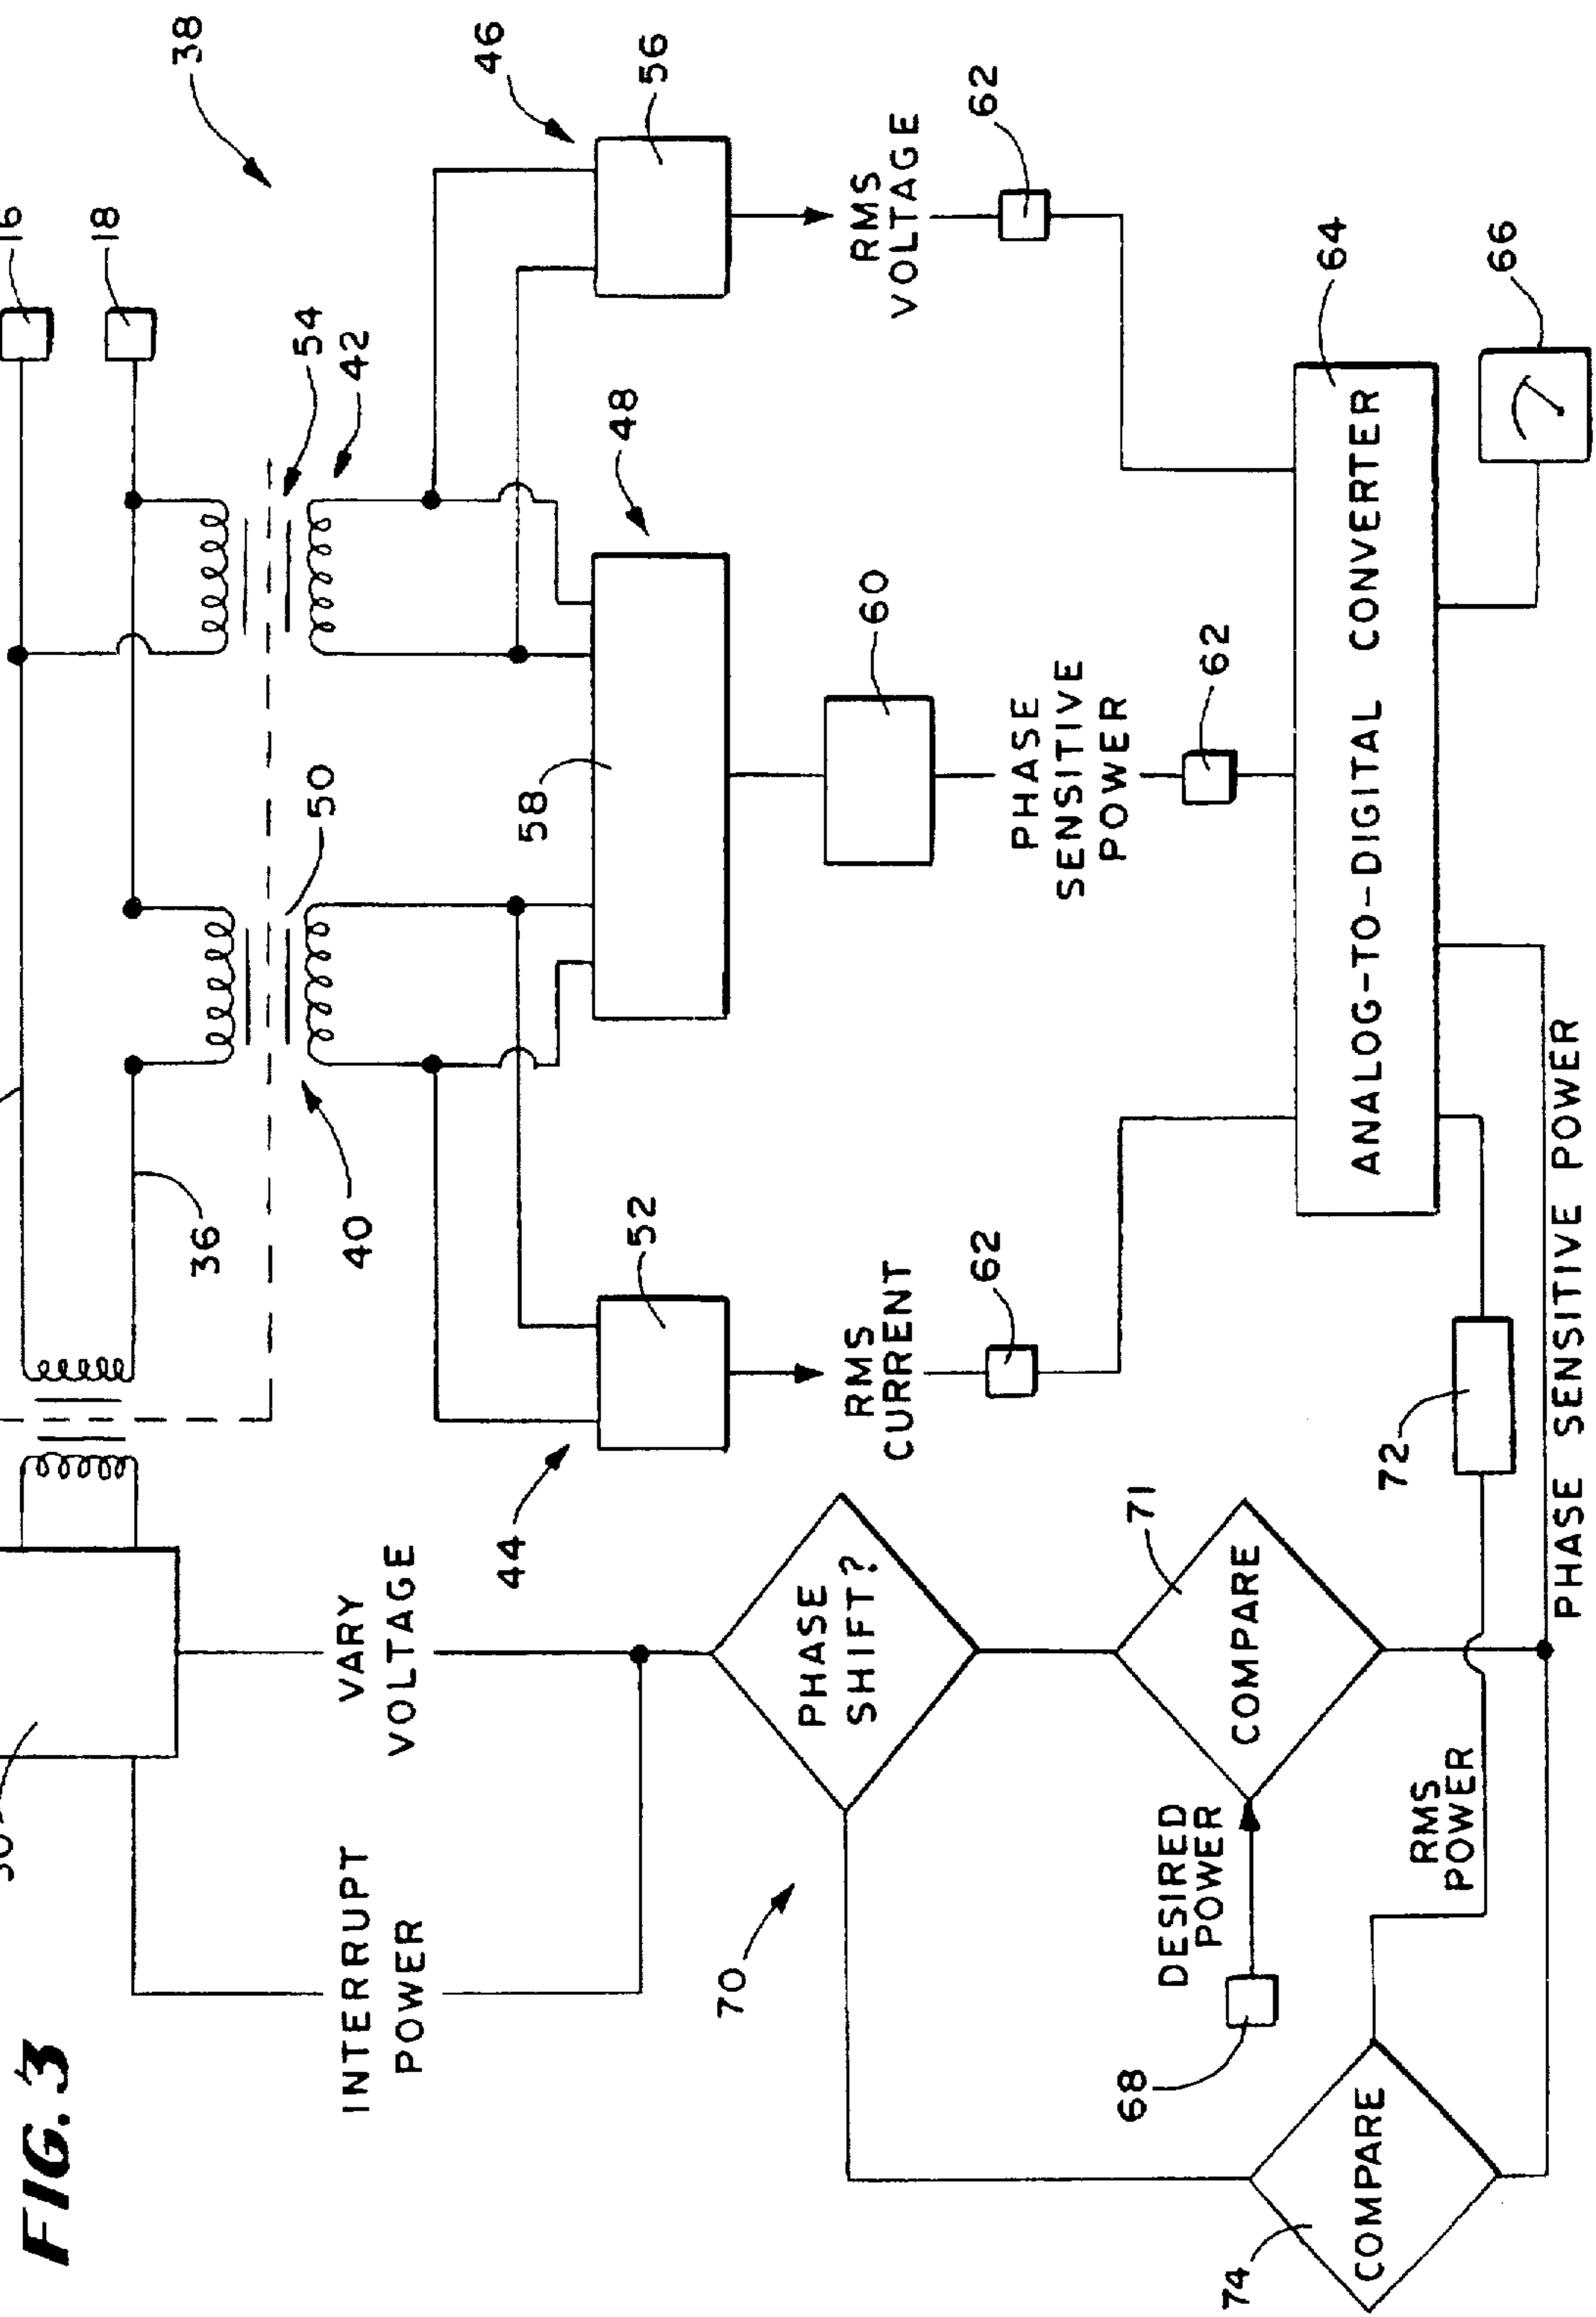 FIG. 3
16
18
38
54
42
50
40
36
46
56
48
58
60
44
52
RMS
VOLTAGE
62
PHASE
SENSITIVE
POWER
62
RMS
CURRENT
62
64
ANALOG-TO-DIGITAL CONVERTER
66
INTERRUPT
POWER
VARY
VOLTAGE
70
PHASE
SHIFT?
71
COMPARE
DESIRED
POWER
68
72
RMS
POWER
74
COMPARE
PHASE SENSITIVE POWER